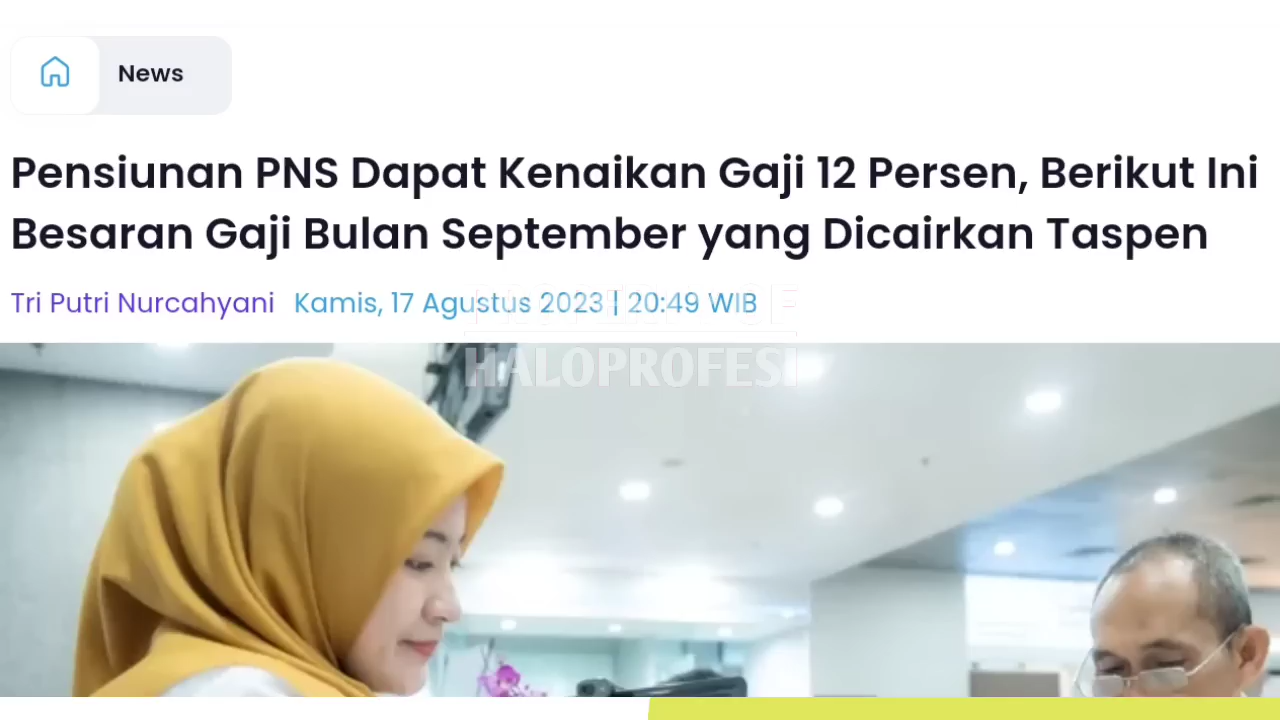 News
Pensiunan PNS Dapat Kenaikan Gaji 12 Persen, Berikut Ini
Besaran Gaji Bulan September yang Dicairkan Taspen
Tri Putri Nurcahyani Kamis, 17 Agustus 2023 | 20:49 WIB
HALOPROFESI